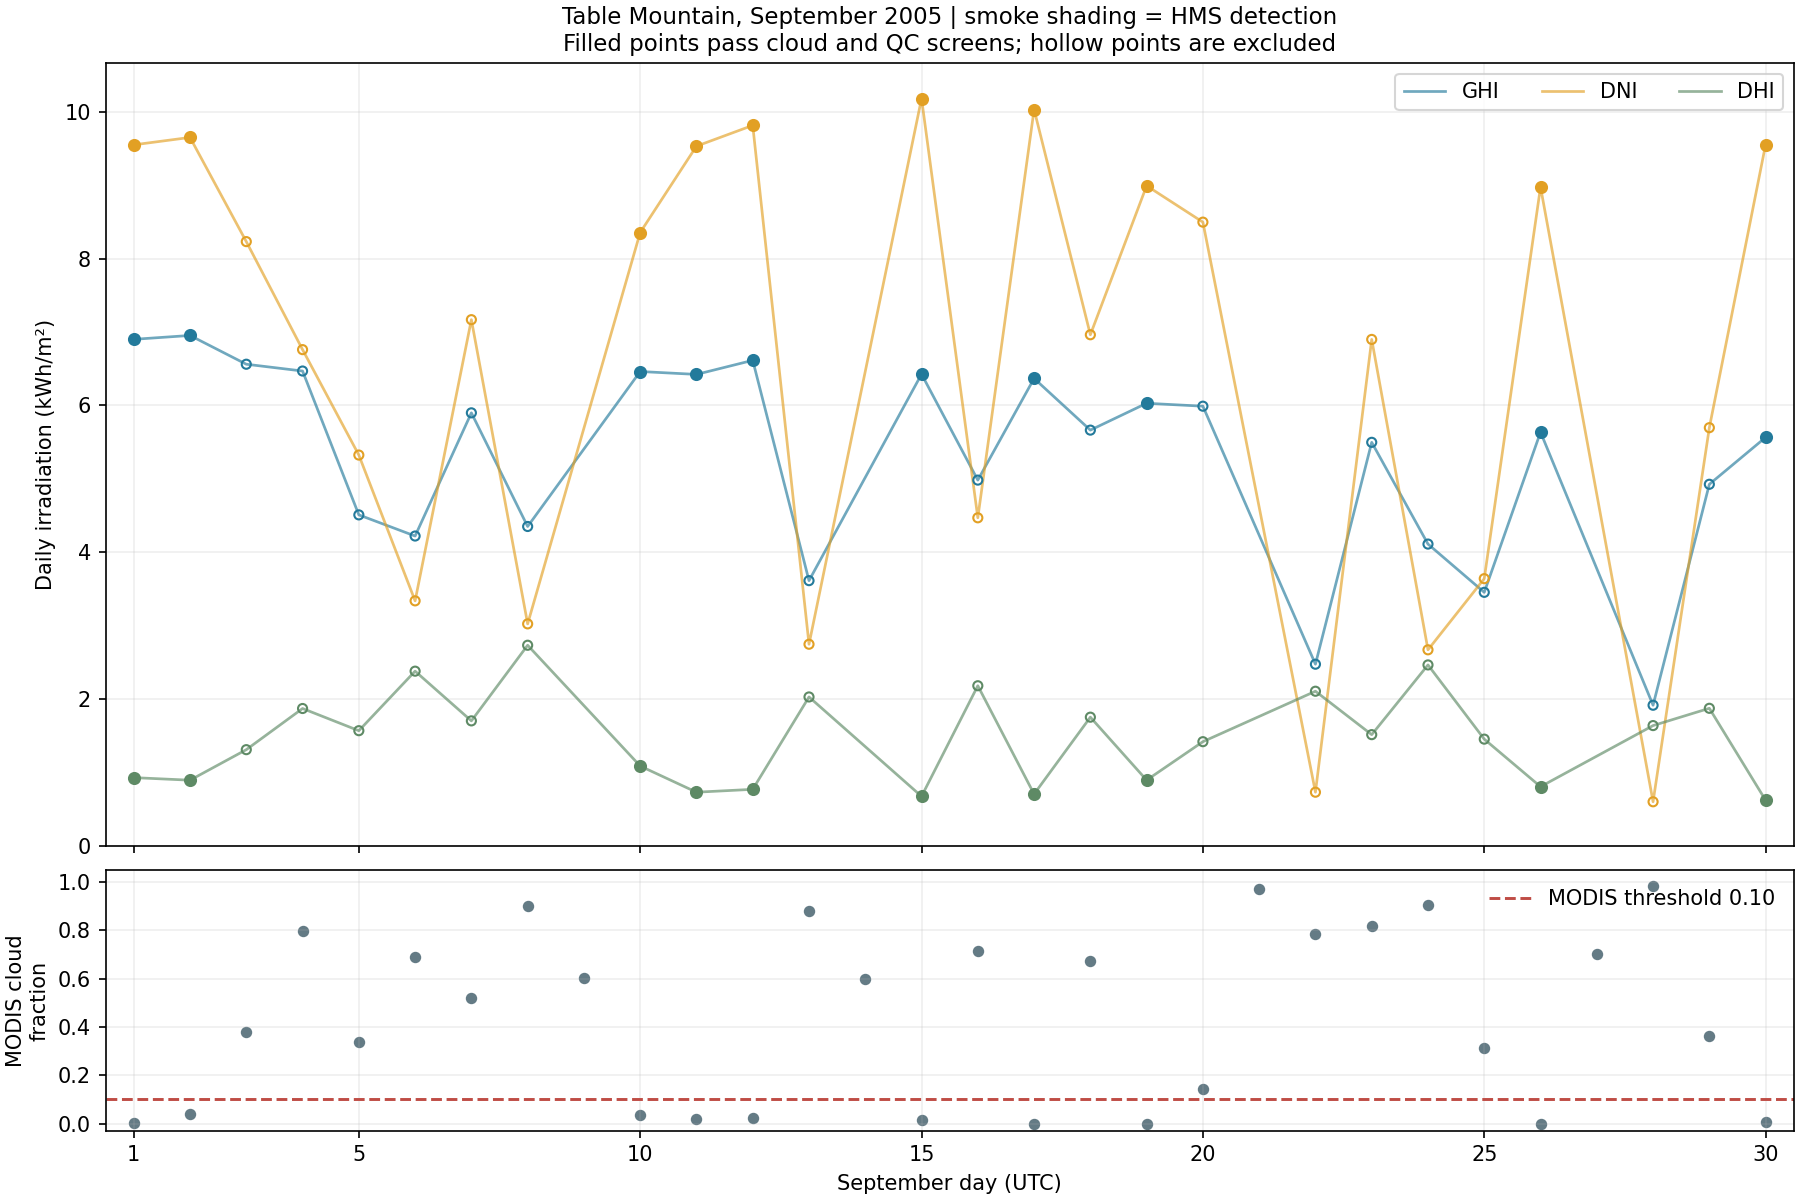 Table Mountain, September 2005 | smoke shading = HMS detection
Filled points pass cloud and QC screens; hollow points are excluded
GHI DNI DHI
Daily irradiation (kWh/m²)
10
8
6
4
2
0
MODIS threshold 0.10
MODIS cloud
fraction
1.0
0.8
0.6
0.4
0.2
0.0
1 5 10 15 20 25 30
September day (UTC)